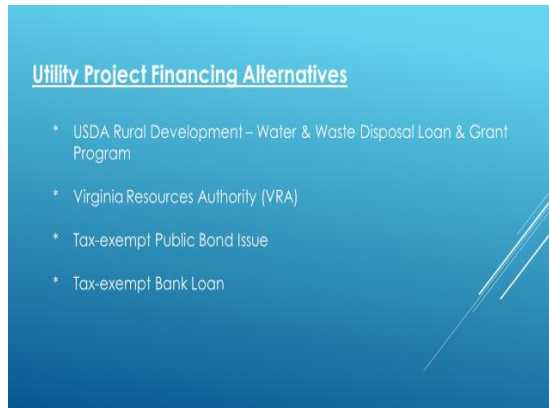 Utility Project Financing Alternatives
* USDA Rural Development – Water & Waste Disposal Loan & Grant
Program
* Virginia Resources Authority (VRA)
* Tax-exempt Public Bond Issue
* Tax-exempt Bank Loan